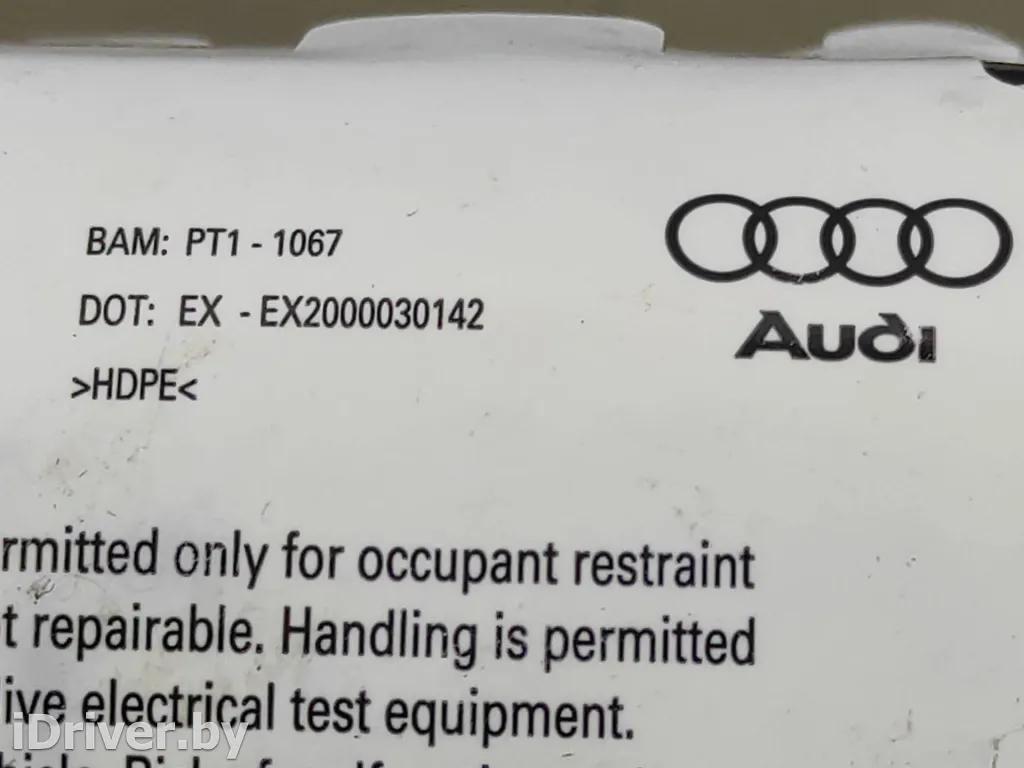 BAM: PT1 - 1067
Audi
DOT: EX - EX2000030142
>HDPE<
rmitted only for occupant restraint
t repairable. Handling is permitted
ive electrical test equipment.
iDriver.by